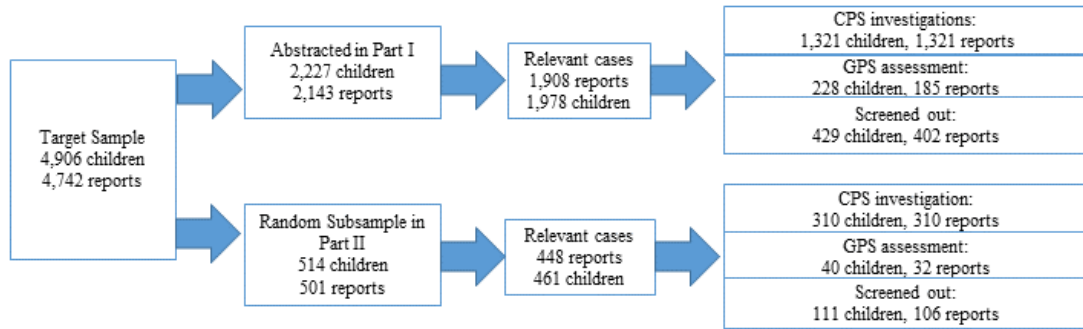 Target Sample
4,906 children
4,742 reports
Abstracted in Part I
2,227 children
2,143 reports
Relevant cases
1,908 reports
1,978 children
CPS investigations:
1,321 children, 1,321 reports
GPS assessment:
228 children, 185 reports
Screened out:
429 children, 402 reports
Random Subsample in
Part II
514 children
501 reports
Relevant cases
448 reports
461 children
CPS investigation:
310 children, 310 reports
GPS assessment:
40 children, 32 reports
Screened out:
111 children, 106 reports